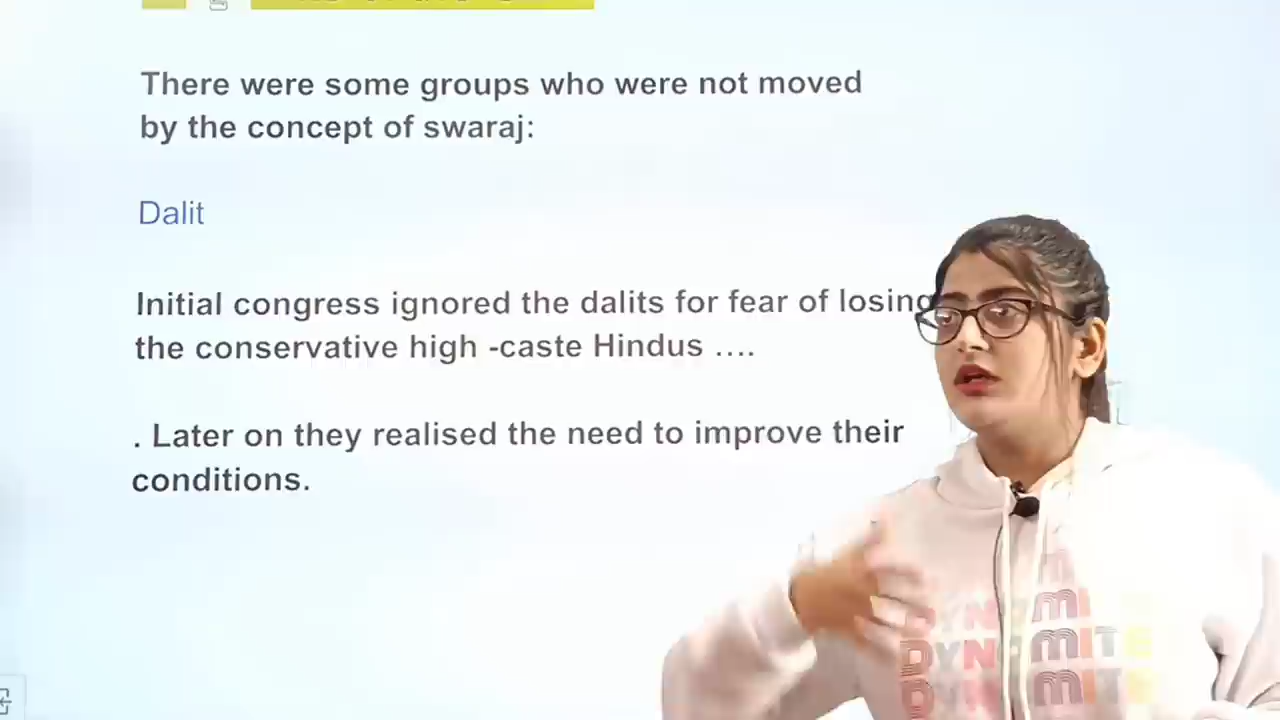 There were some groups who were not moved
by the concept of swaraj:
Dalit
Initial congress ignored the dalits for fear of losing
the conservative high -caste Hindus ....
. Later on they realised the need to improve their
conditions.
DYNOMITE